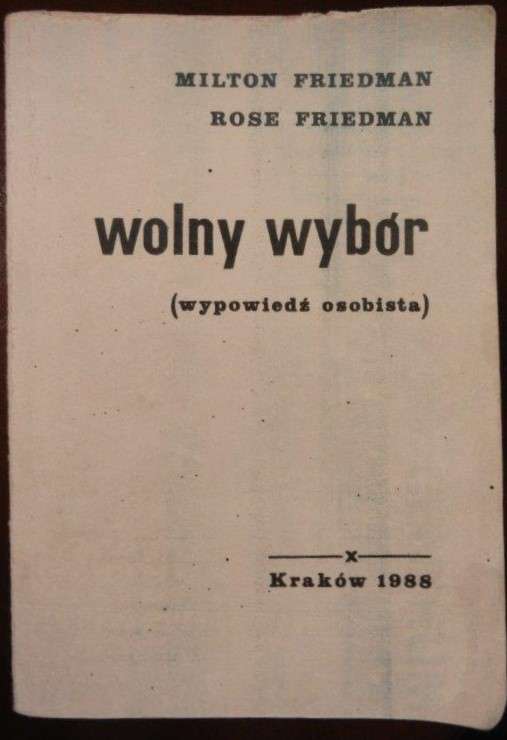 MILTON FRIEDMAN
ROSE FRIEDMAN
wolny wybór
(wypowiedź osobista)
x
Kraków 1988